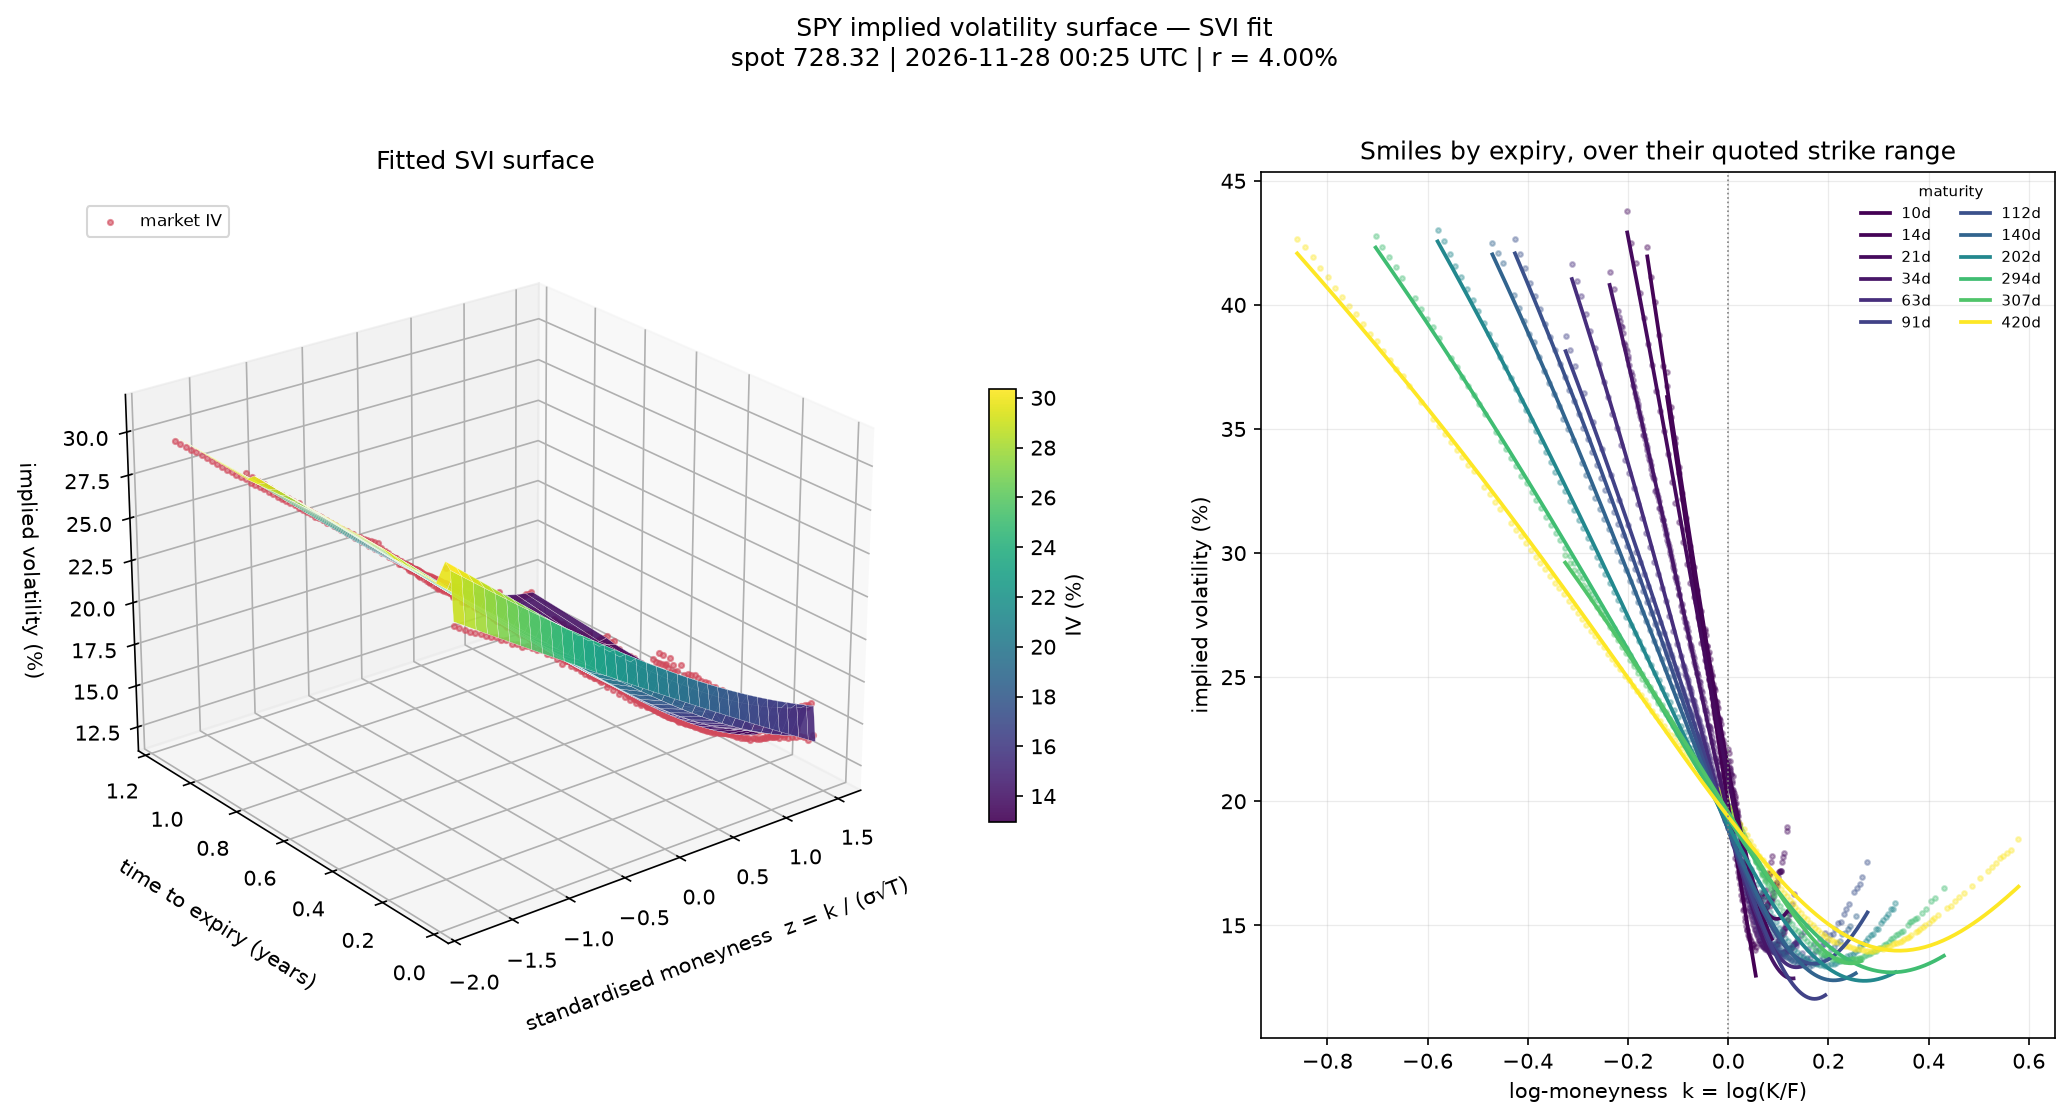 SPY implied volatility surface — SVI fit
spot 728.32 | 2026-11-28 00:25 UTC | r = 4.00%
Fitted SVI surface
market IV
30.0
27.5
25.0
22.5
20.0
17.5
15.0
12.5
implied volatility (%)
1.2
1.0
0.8
0.6
0.4
0.2
0.0
time to expiry (years)
−2.0
−1.5
−1.0
−0.5
0.0
0.5
1.0
1.5
standardised moneyness  z = k / (σ√T)
30
28
26
24
22
20
18
16
14
IV (%)
Smiles by expiry, over their quoted strike range
maturity
10d
14d
21d
34d
63d
91d
112d
140d
202d
294d
307d
420d
45
40
35
30
25
20
15
implied volatility (%)
−0.8
−0.6
−0.4
−0.2
0.0
0.2
0.4
0.6
log-moneyness  k = log(K/F)